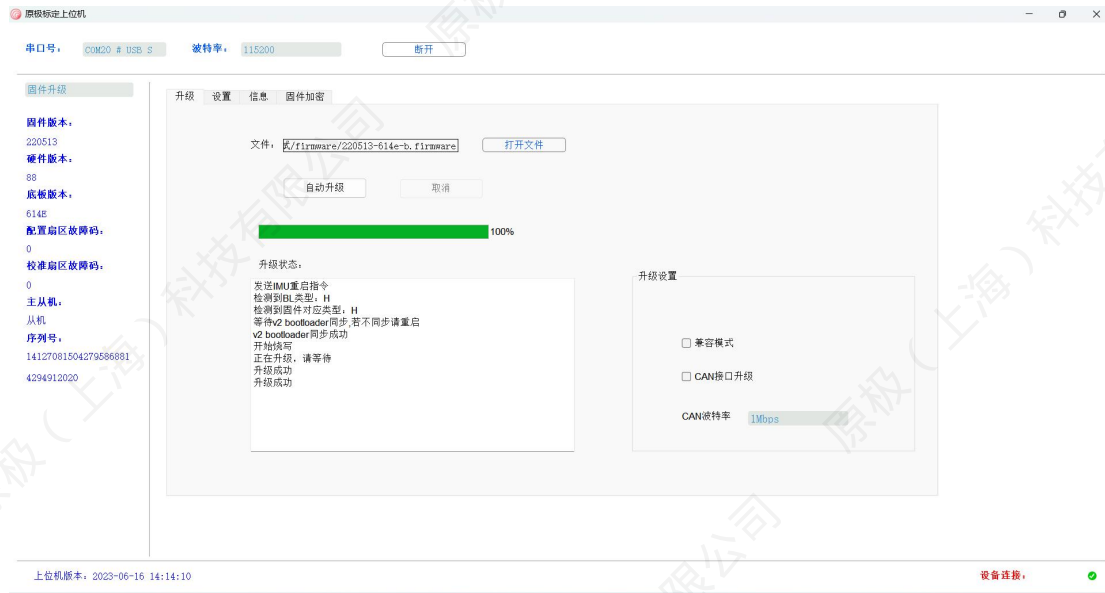 原极标定上位机
串口号: COM20 # USB S 波特率: 115200 断开
固件升级
固件版本:
220513
硬件版本:
88
底板版本:
614E
配置扇区故障码:
0
校准扇区故障码:
0
主从机:
从机
序列号:
14127081504279586881
4294912020
升级 设置 信息 固件加密
文件: 式/firmware/220513-614e-b.firmware 打开文件
自动升级 取消
100%
升级状态:
发送IMU重启指令
检测到BL类型: H
检测到固件对应类型: H
等待v2 bootloader同步,若不同步请重启
v2 bootloader同步成功
开始烧写
正在升级, 请等待
升级成功
升级成功
升级设置
兼容模式
CAN接口升级
CAN波特率 1Mbps
上位机版本: 2023-06-16 14:14:10 设备连接:
原极（上海）科技有限公司